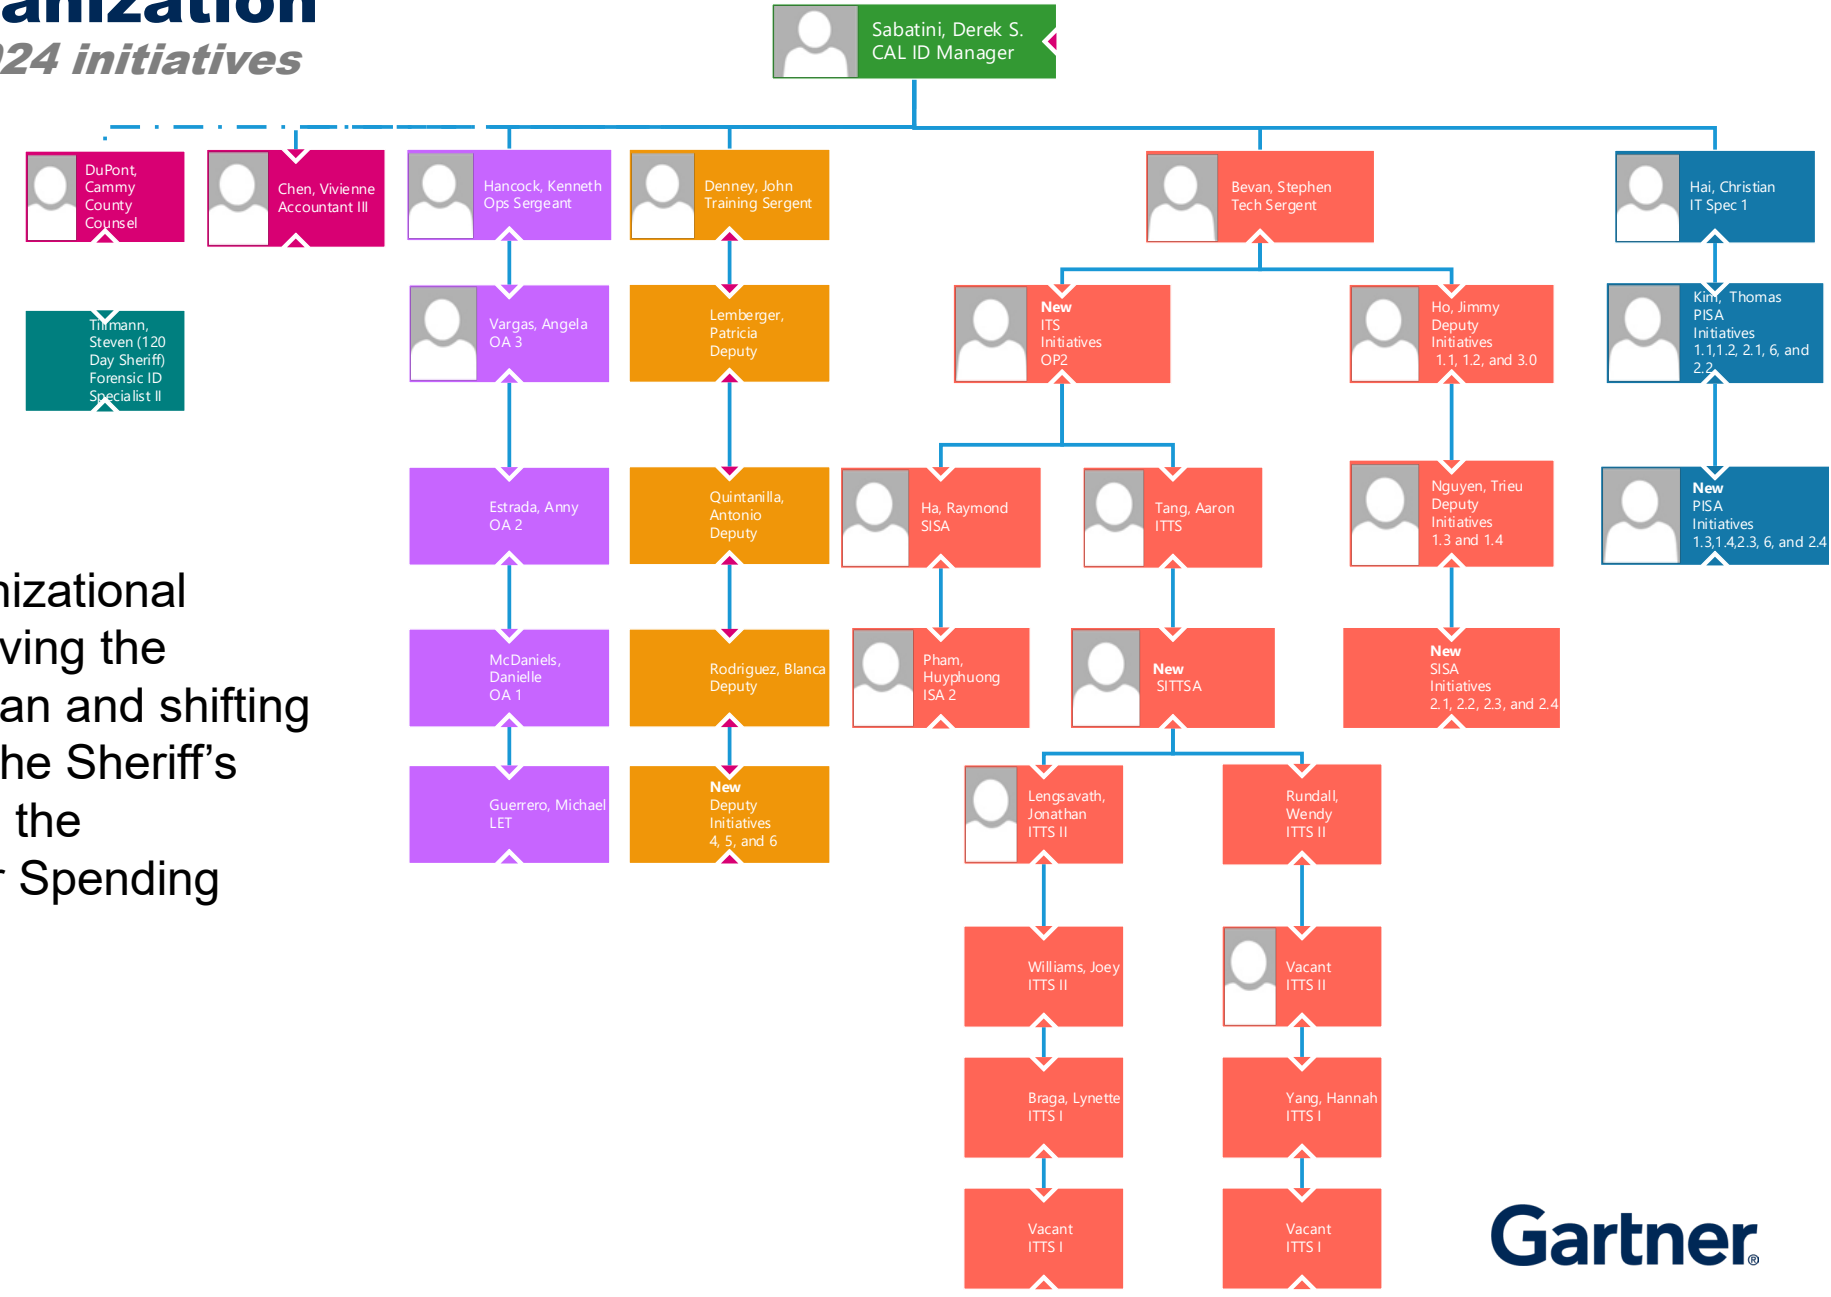 anization
024 initiatives
Sabatini, Derek S.
CAL ID Manager
DuPont,
Cammy
County
Counsel
Chen, Vivienne
Accountant III
Hancock, Kenneth
Ops Sergeant
Denney, John
Training Sergent
Bevan, Stephen
Tech Sergent
Hai, Christian
IT Spec 1
Tillmann,
Steven (120
Day Sheriff)
Forensic ID
Specialist II
Vargas, Angela
OA 3
Lemberger,
Patricia
Deputy
New
ITS
Initiatives
OP2
Ho, Jimmy
Deputy
Initiatives
1.1, 1.2, and 3.0
Kim, Thomas
PISA
Initiatives
1.1,1.2, 2.1, 6, and
2.2
Estrada, Anny
OA 2
Quintanilla,
Antonio
Deputy
Ha, Raymond
SISA
Tang, Aaron
ITTS
Nguyen, Trieu
Deputy
Initiatives
1.3 and 1.4
New
PISA
Initiatives
1.3,1.4,2.3, 6, and 2.4
nizational
ving the
an and shifting
he Sheriff's
the
r Spending
McDaniels,
Danielle
OA 1
Rodriguez, Blanca
Deputy
Pham,
Huyphuong
ISA 2
New
SITTSA
New
SISA
Initiatives
2.1, 2.2, 2.3, and 2.4
Guerrero, Michael
LET
New
Deputy
Initiatives
4, 5, and 6
Lengsavath,
Jonathan
ITTS II
Rundall,
Wendy
ITTS II
Williams, Joey
ITTS II
Vacant
ITTS II
Braga, Lynette
ITTS I
Yang, Hannah
ITTS I
Vacant
ITTS I
Vacant
ITTS I
Gartner®